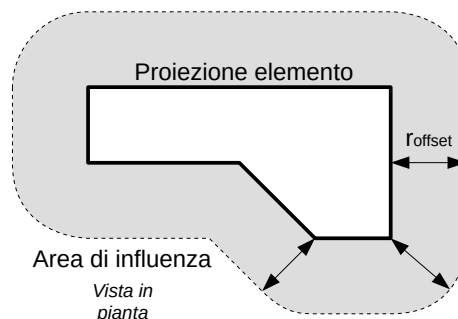 Proiezione elemento
roffset
Area di influenza
Vista in
pianta